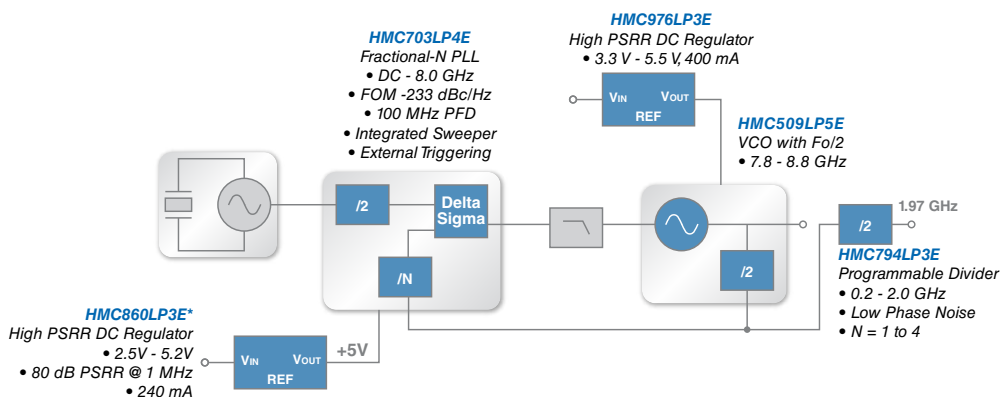 HMC703LP4E
Fractional-N PLL
• DC - 8.0 GHz
• FOM -233 dBc/Hz
• 100 MHz PFD
• Integrated Sweeper
• External Triggering
HMC976LP3E
High PSRR DC Regulator
• 3.3 V - 5.5 V, 400 mA
VIN VOUT
REF
HMC509LP5E
VCO with Fo/2
• 7.8 - 8.8 GHz
/2
Delta
Sigma
/N
/2
/2
1.97 GHz
HMC794LP3E
Programmable Divider
• 0.2 - 2.0 GHz
• Low Phase Noise
• N = 1 to 4
HMC860LP3E*
High PSRR DC Regulator
• 2.5V - 5.2V
• 80 dB PSRR @ 1 MHz
• 240 mA
VIN VOUT
REF
+5V